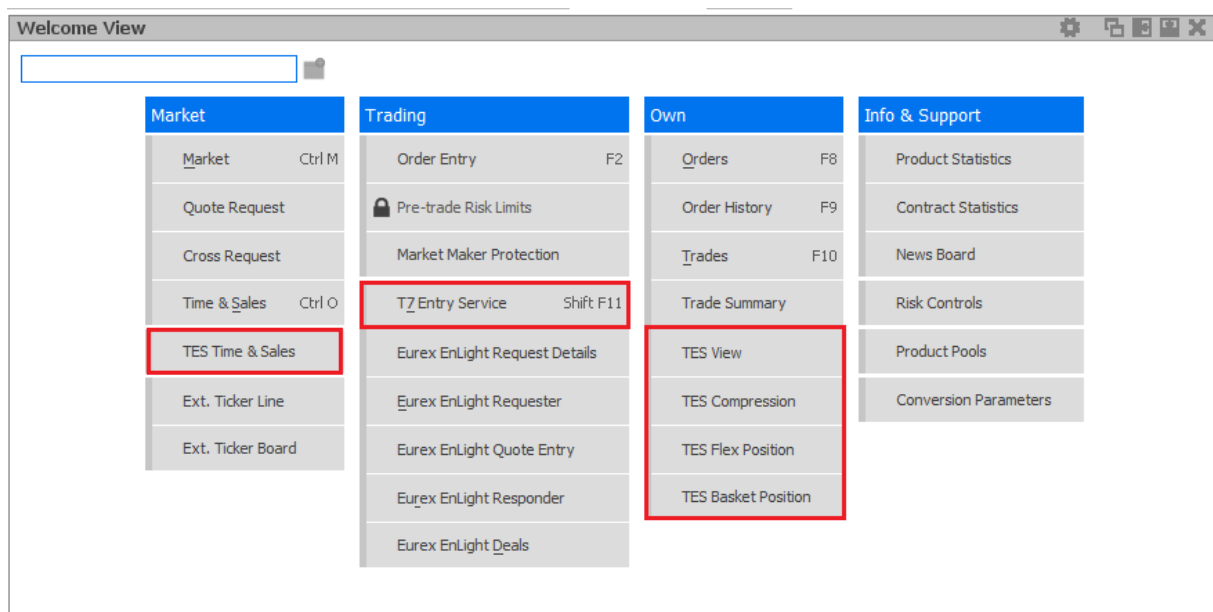 Welcome View
Market
Market Ctrl M
Quote Request
Cross Request
Time & Sales Ctrl O
TES Time & Sales
Ext. Ticker Line
Ext. Ticker Board
Trading
Order Entry F2
Pre-trade Risk Limits
Market Maker Protection
T7 Entry Service Shift F11
Eurex EnLight Request Details
Eurex EnLight Requester
Eurex EnLight Quote Entry
Eurex EnLight Responder
Eurex EnLight Deals
Own
Orders F8
Order History F9
Trades F10
Trade Summary
TES View
TES Compression
TES Flex Position
TES Basket Position
Info & Support
Product Statistics
Contract Statistics
News Board
Risk Controls
Product Pools
Conversion Parameters